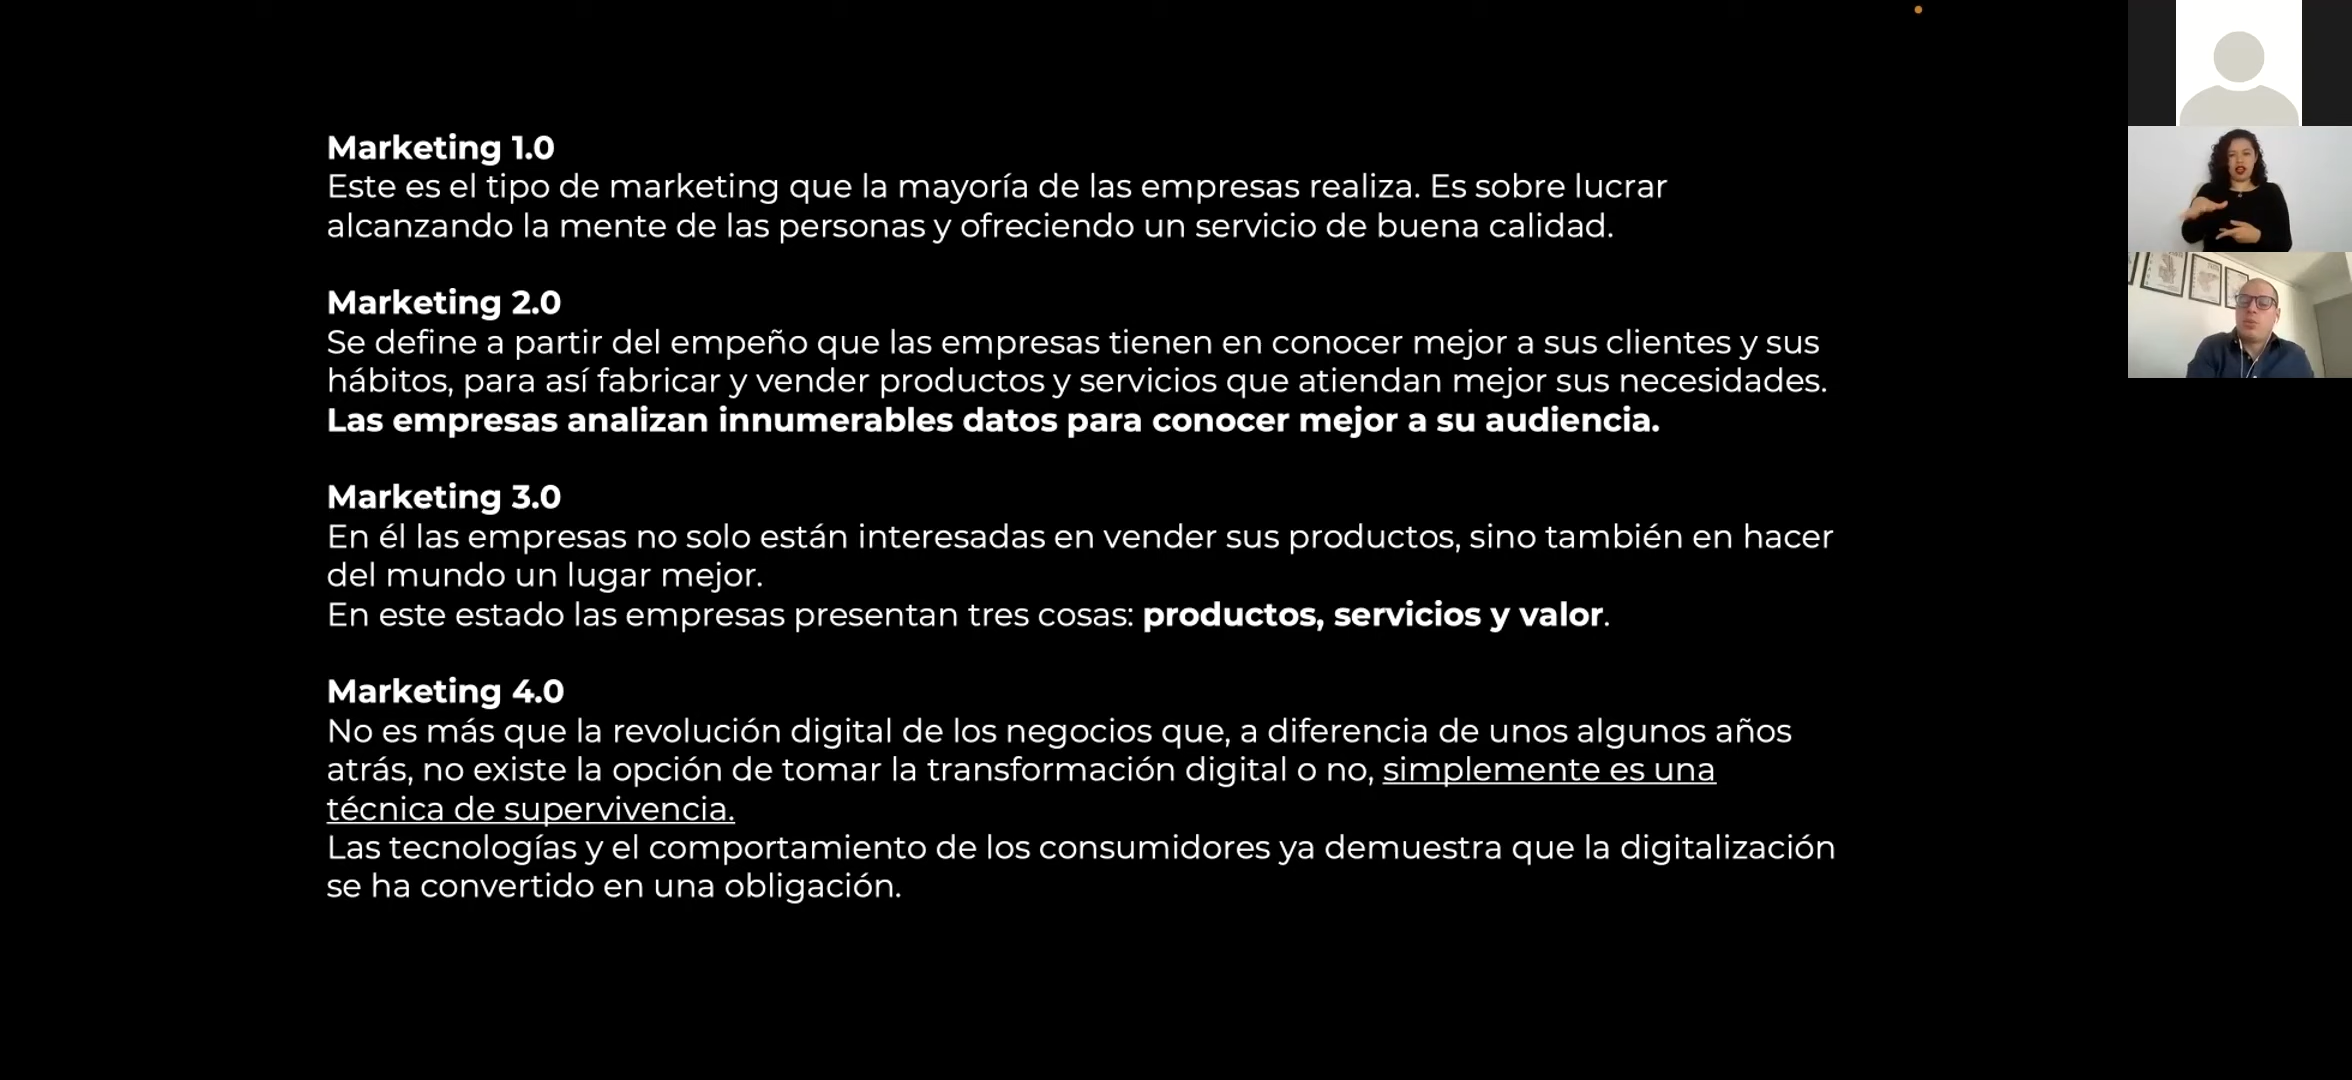 Marketing 1.0
Este es el tipo de marketing que la mayoría de las empresas realiza. Es sobre lucrar
alcanzando la mente de las personas y ofreciendo un servicio de buena calidad.
Marketing 2.0
Se define a partir del empeño que las empresas tienen en conocer mejor a sus clientes y sus
hábitos, para así fabricar y vender productos y servicios que atiendan mejor sus necesidades.
Las empresas analizan innumerables datos para conocer mejor a su audiencia.
Marketing 3.0
En él las empresas no solo están interesadas en vender sus productos, sino también en hacer
del mundo un lugar mejor.
En este estado las empresas presentan tres cosas: productos, servicios y valor.
Marketing 4.0
No es más que la revolución digital de los negocios que, a diferencia de unos algunos años
atrás, no existe la opción de tomar la transformación digital o no, simplemente es una
técnica de supervivencia.
Las tecnologías y el comportamiento de los consumidores ya demuestra que la digitalización
se ha convertido en una obligación.